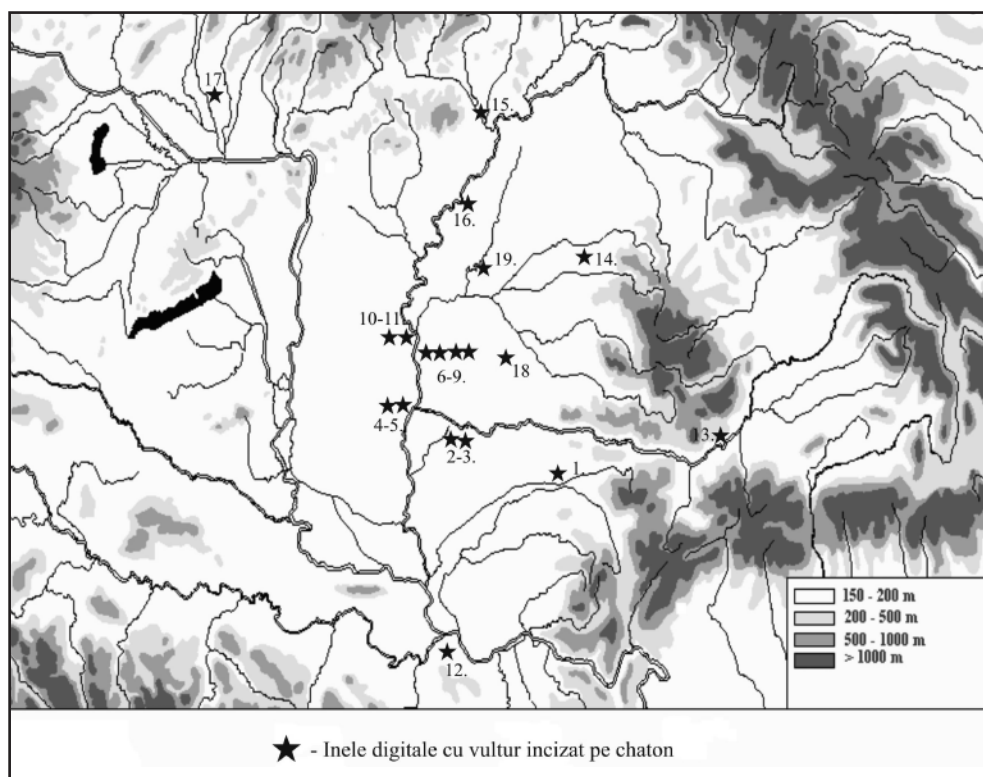 17.
15.
16.
19.
14.
10-11.
6-9.
18
4-5.
2-3.
13.
1.
12.
150 - 200 m
200 - 500 m
500 - 1000 m
> 1000 m
- Inele digitale cu vultur incizat pe chaton